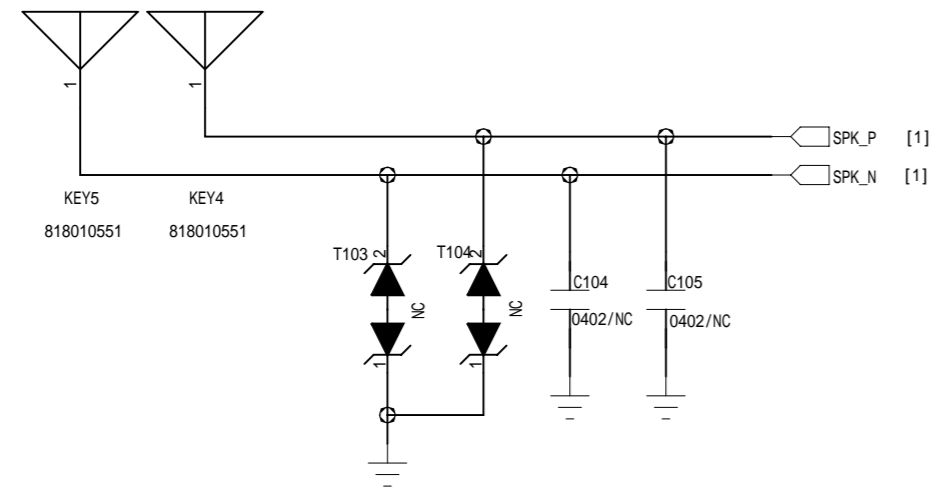 1
1
SPK_P [1]
SPK_N [1]
KEY5
KEY4
818010551
818010551
T103
2
T104
2
NC
NC
1
1
C104
0402/NC
C105
0402/NC